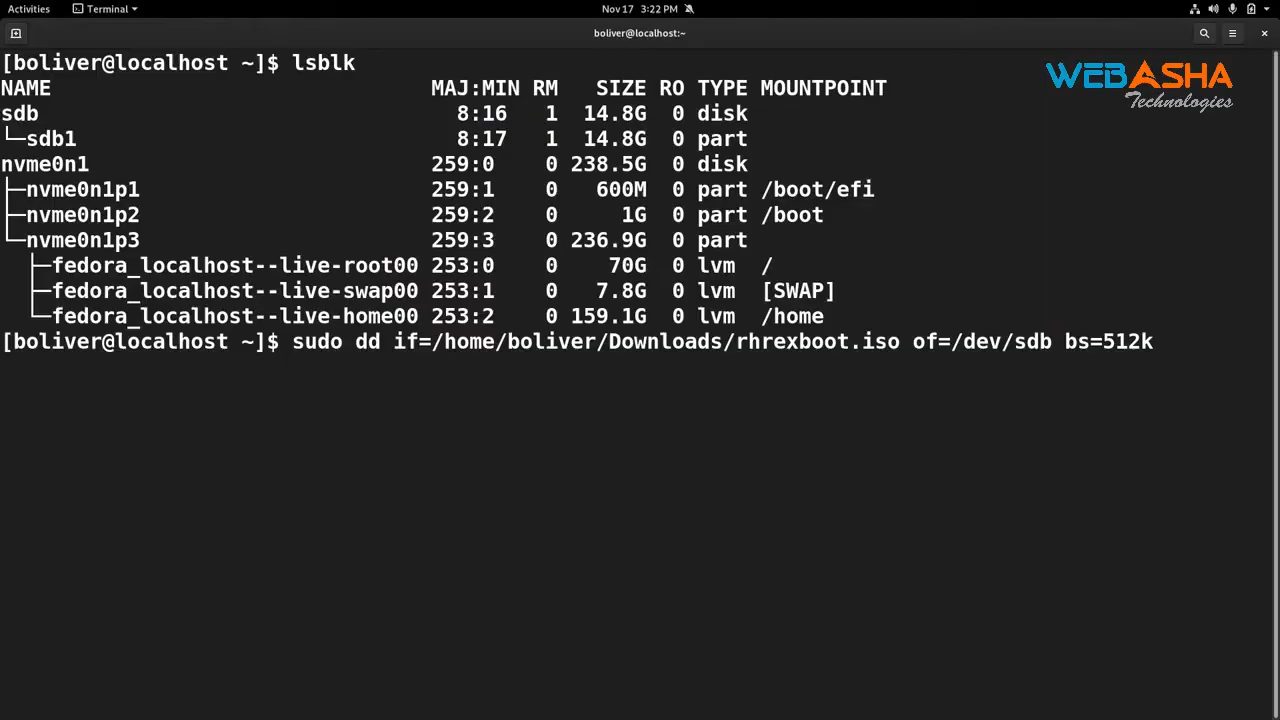 Activities Terminal Nov 17 3:22 PM
boliver@localhost:~
WEBASHA
Technologies
[boliver@localhost ~]$ lsblk
NAME MAJ:MIN RM SIZE RO TYPE MOUNTPOINT
sdb 8:16 1 14.8G 0 disk
└─sdb1 8:17 1 14.8G 0 part
nvme0n1 259:0 0 238.5G 0 disk
├─nvme0n1p1 259:1 0 600M 0 part /boot/efi
├─nvme0n1p2 259:2 0 1G 0 part /boot
└─nvme0n1p3 259:3 0 236.9G 0 part
├─fedora_localhost--live-root00 253:0 0 70G 0 lvm /
├─fedora_localhost--live-swap00 253:1 0 7.8G 0 lvm [SWAP]
└─fedora_localhost--live-home00 253:2 0 159.1G 0 lvm /home
[boliver@localhost ~]$ sudo dd if=/home/boliver/Downloads/rhrexboot.iso of=/dev/sdb bs=512k